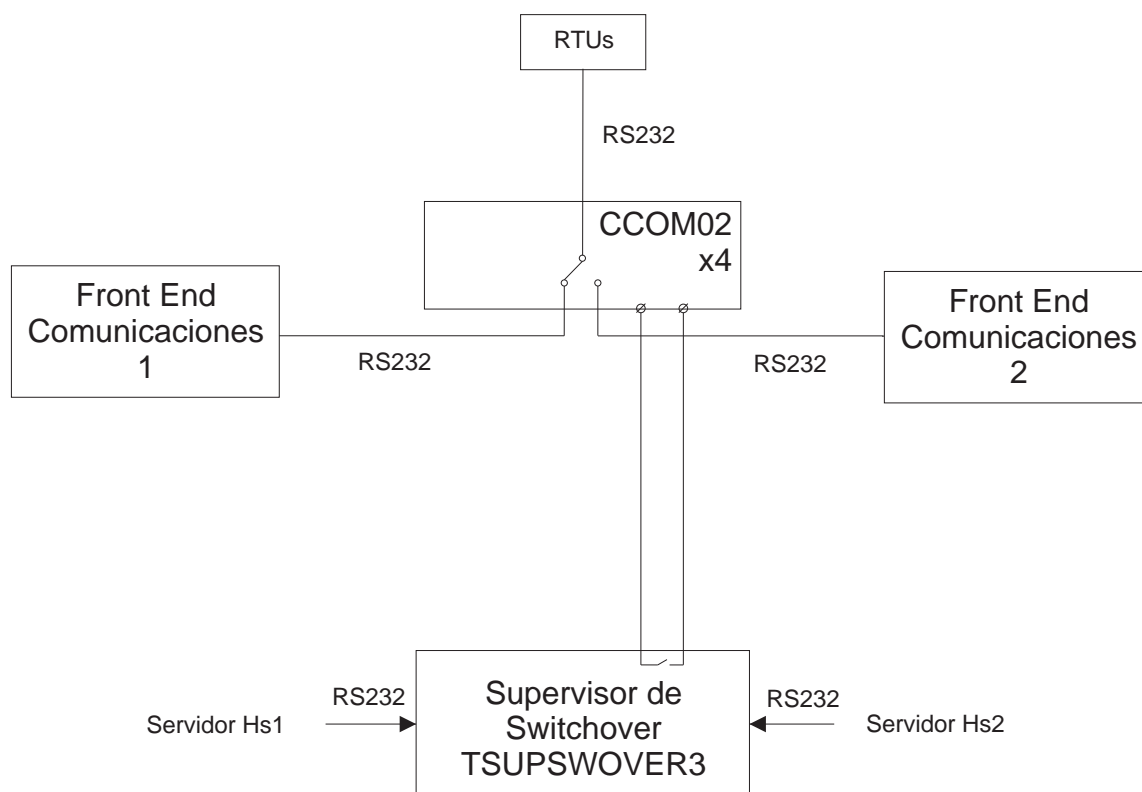 RTUs
RS232
CCOM02
x4
Front End
Comunicaciones
1
RS232
RS232
Front End
Comunicaciones
2
Servidor Hs1
RS232
Supervisor de
Switchover
TSUPSWOVER3
RS232
Servidor Hs2